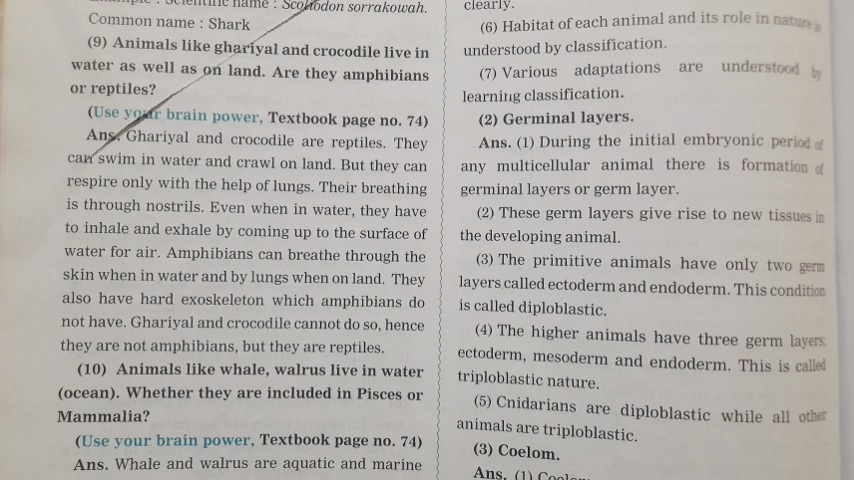 Scientific name : Scoliodon sorrakowah.
Common name : Shark
(9) Animals like ghariyal and crocodile live in
water as well as on land. Are they amphibians
or reptiles?
(Use your brain power, Textbook page no. 74)
Ans. Ghariyal and crocodile are reptiles. They
can swim in water and crawl on land. But they can
respire only with the help of lungs. Their breathing
is through nostrils. Even when in water, they have
to inhale and exhale by coming up to the surface of
water for air. Amphibians can breathe through the
skin when in water and by lungs when on land. They
also have hard exoskeleton which amphibians do
not have. Ghariyal and crocodile cannot do so, hence
they are not amphibians, but they are reptiles.
(10) Animals like whale, walrus live in water
(ocean). Whether they are included in Pisces or
Mammalia?
(Use your brain power, Textbook page no. 74)
Ans. Whale and walrus are aquatic and marine
clearly.
(6) Habitat of each animal and its role in nature is
understood by classification.
(7) Various adaptations are understood by
learning classification.
(2) Germinal layers.
Ans. (1) During the initial embryonic period of
any multicellular animal there is formation of
germinal layers or germ layer.
(2) These germ layers give rise to new tissues in
the developing animal.
(3) The primitive animals have only two germ
layers called ectoderm and endoderm. This condition
is called diploblastic.
(4) The higher animals have three germ layers:
ectoderm, mesoderm and endoderm. This is called
triploblastic nature.
(5) Cnidarians are diploblastic while all other
animals are triploblastic.
(3) Coelom.
Ans. (1)